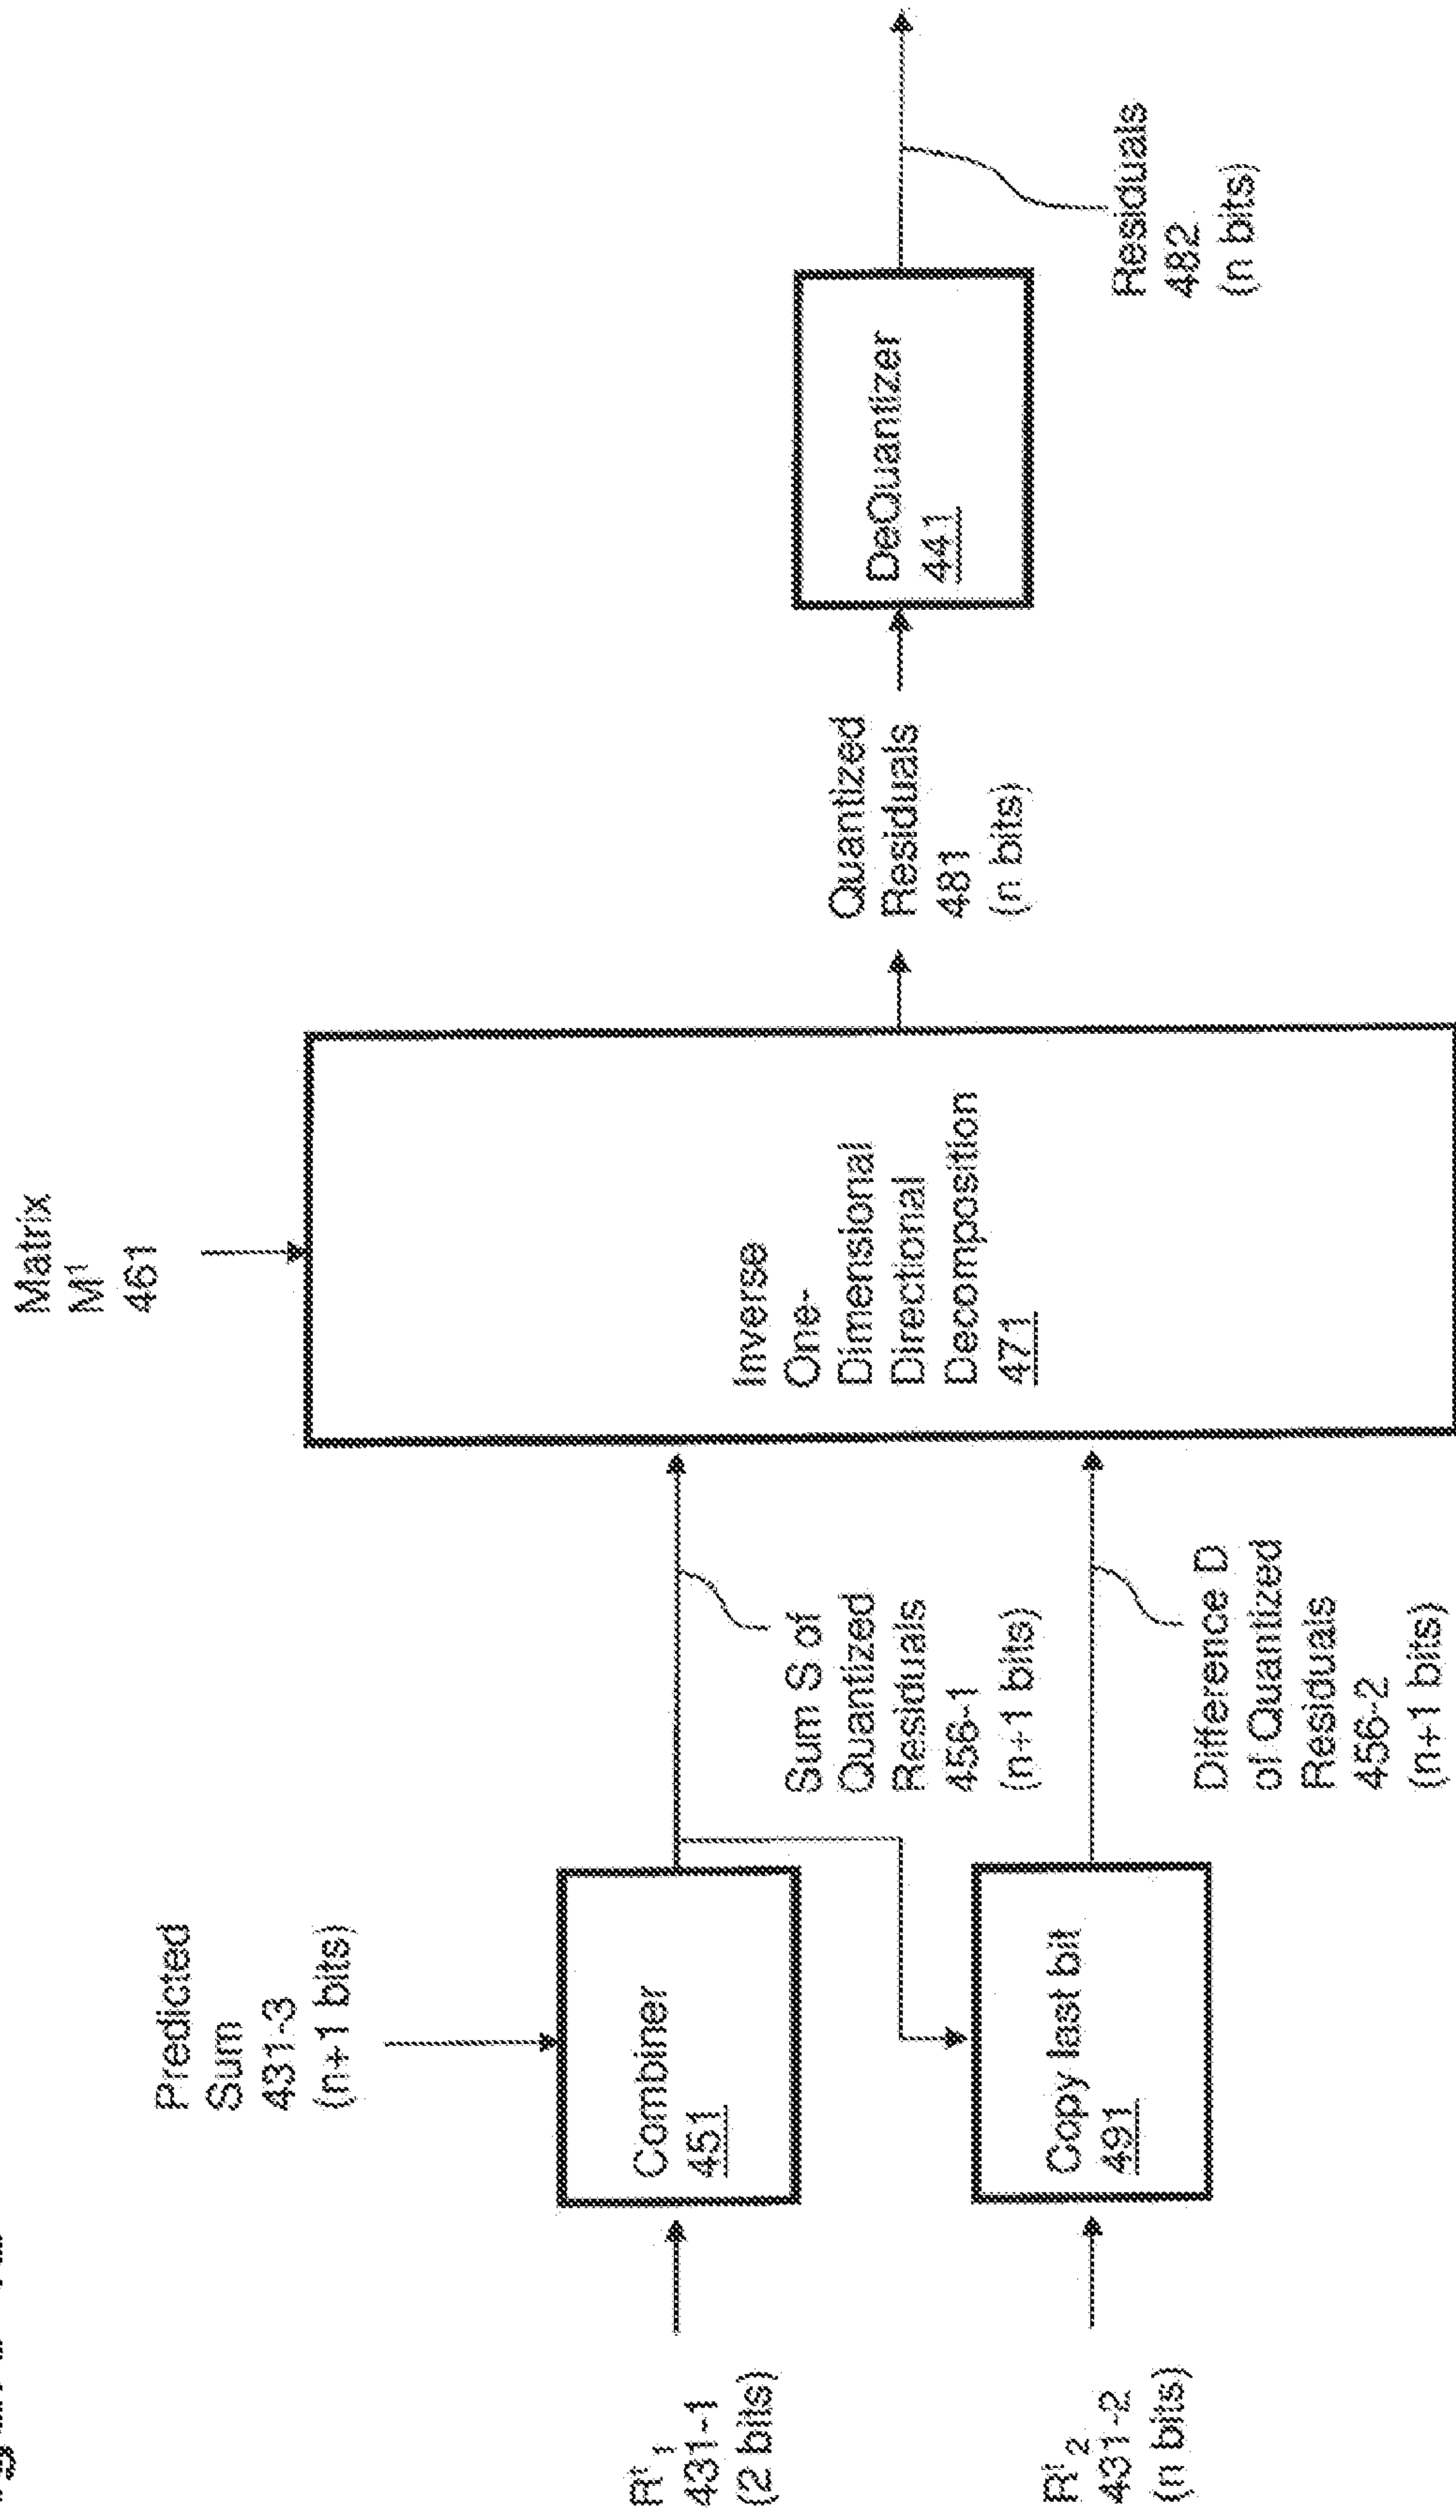 Predicted
Sum
431-3
(n+1 bits)
Matrix
M¹
461
R'₁
431-1
(2 bits)
Combiner
451
Sum S of
Quantized
Residuals
456-1
(n+1 bits)
Inverse
One-
Dimensional
Directional
Decomposition
471
Quantized
Residuals
481
(n bits)
DeQuantizer
441
Residuals
482
(n bits)
R'₂
431-2
(n bits)
Copy last bit
491
Difference D
of Quantized
Residuals
456-2
(n+1 bits)